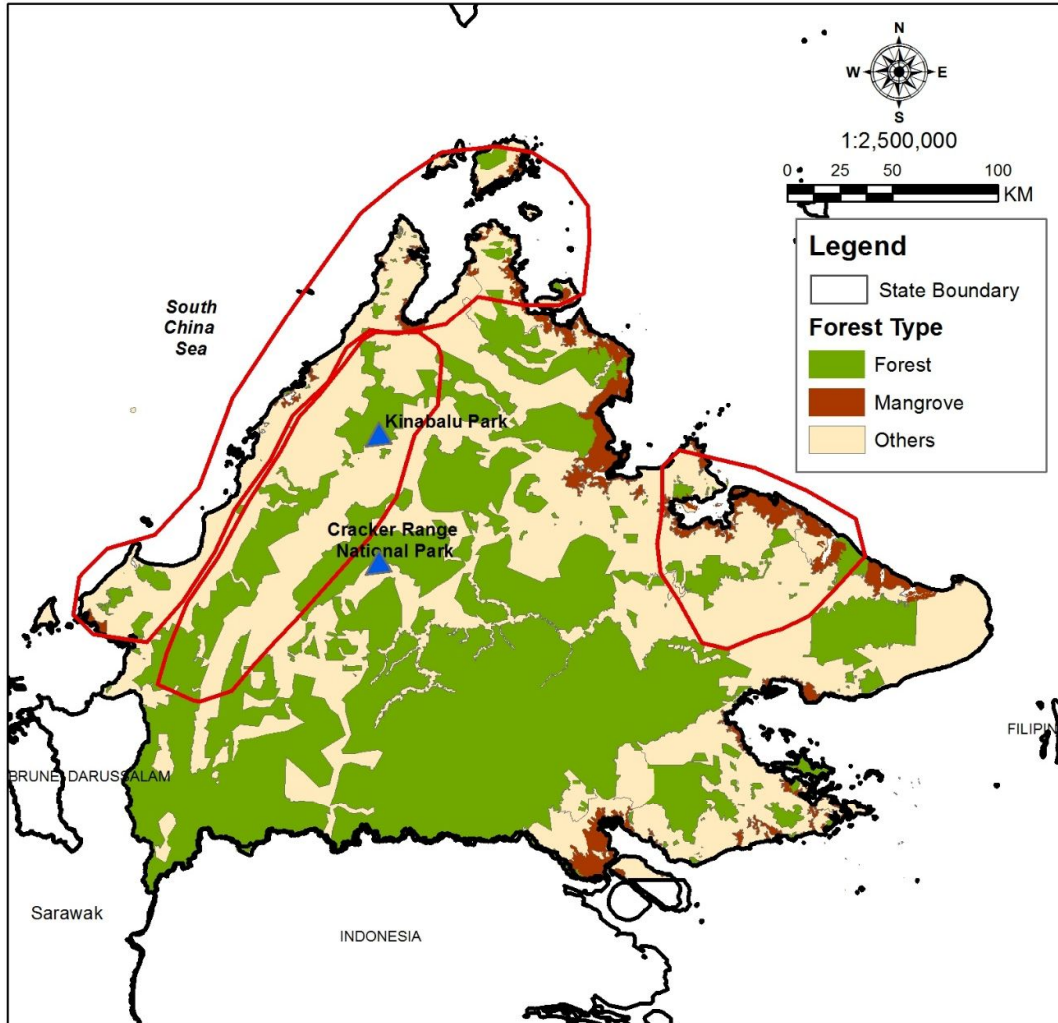 N
W E
S
1:2,500,000
0 25 50 100
KM
Legend
State Boundary
Forest Type
Forest
Mangrove
Others
South
China
Sea
Kinabalu Park
Cracker Range
National Park
FILIPIN
BRUNEI DARUSSALAM
Sarawak
INDONESIA